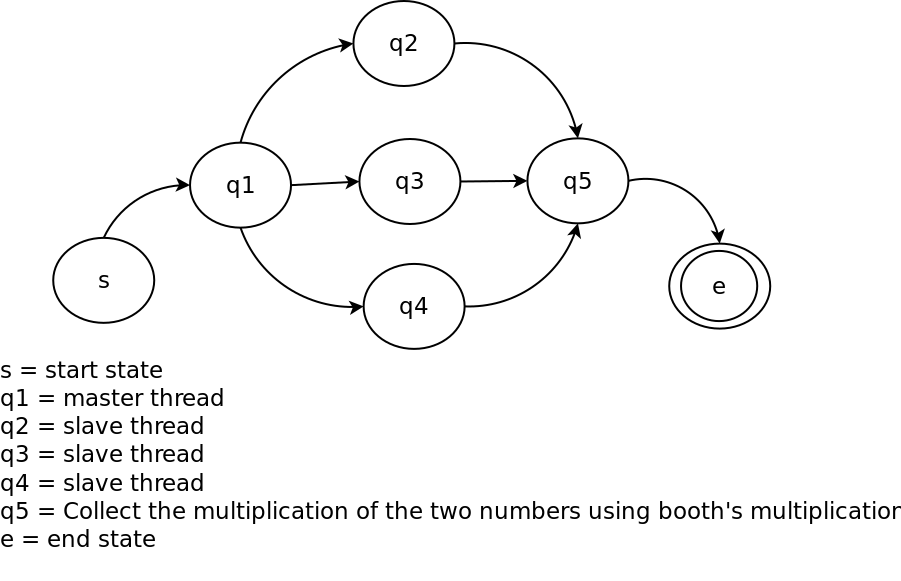 q2
q1
q3
q5
s
q4
e
s = start state
q1 = master thread
q2 = slave thread
q3 = slave thread
q4 = slave thread
q5 = Collect the multiplication of the two numbers using booth's multiplication
e = end state